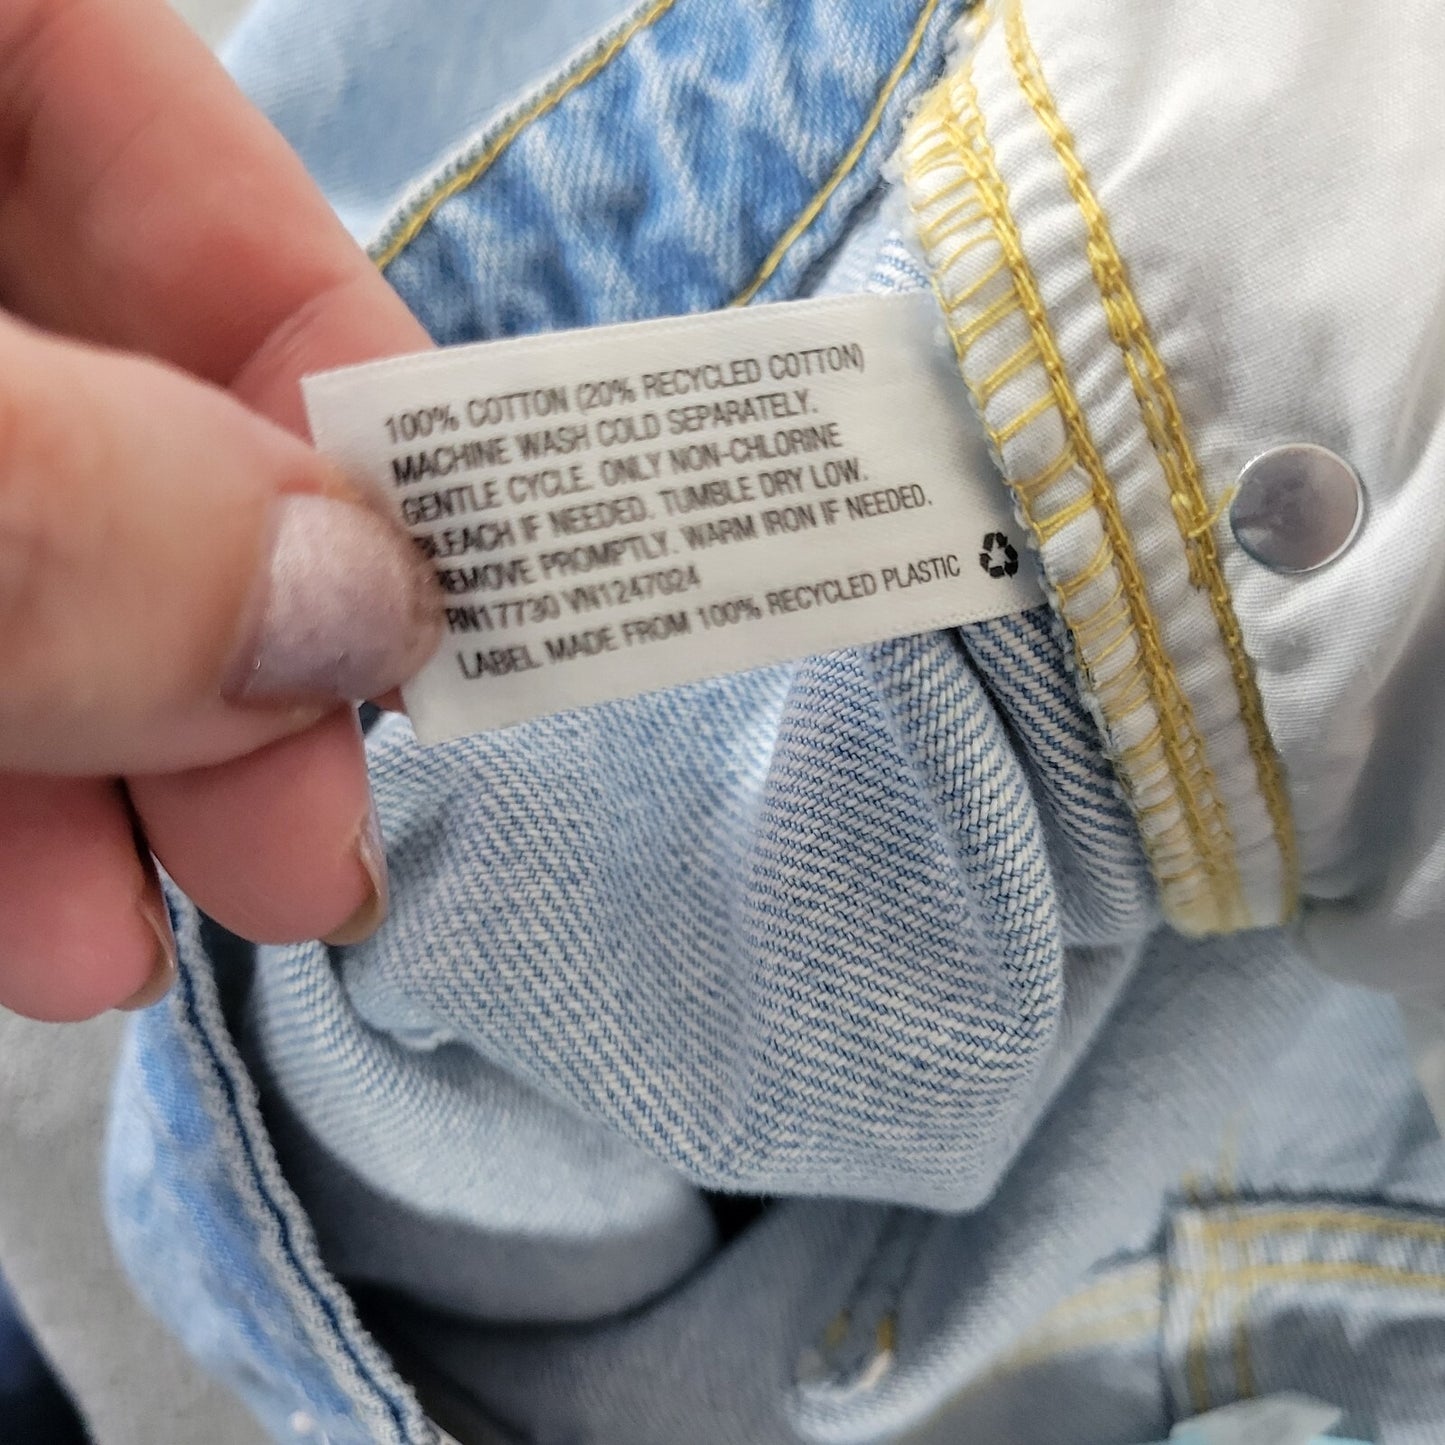 100% COTTON (20% RECYCLED COTTON)
MACHINE WASH COLD SEPARATELY.
GENTLE CYCLE. ONLY NON-CHLORINE
BLEACH IF NEEDED. TUMBLE DRY LOW.
REMOVE PROMPTLY. WARM IRON IF NEEDED.
RN17730 VN1247024
LABEL MADE FROM 100% RECYCLED PLASTIC